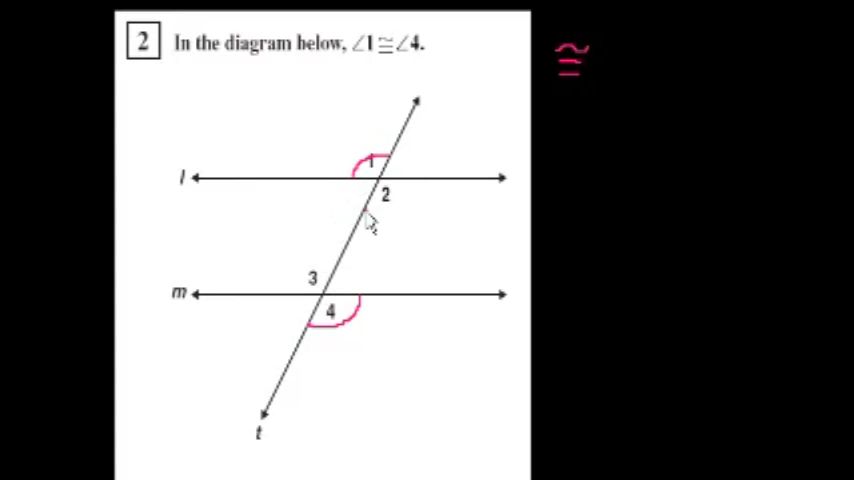 2 In the diagram below, ∠1≅∠4.
≅
1
l
2
3
m
4
t